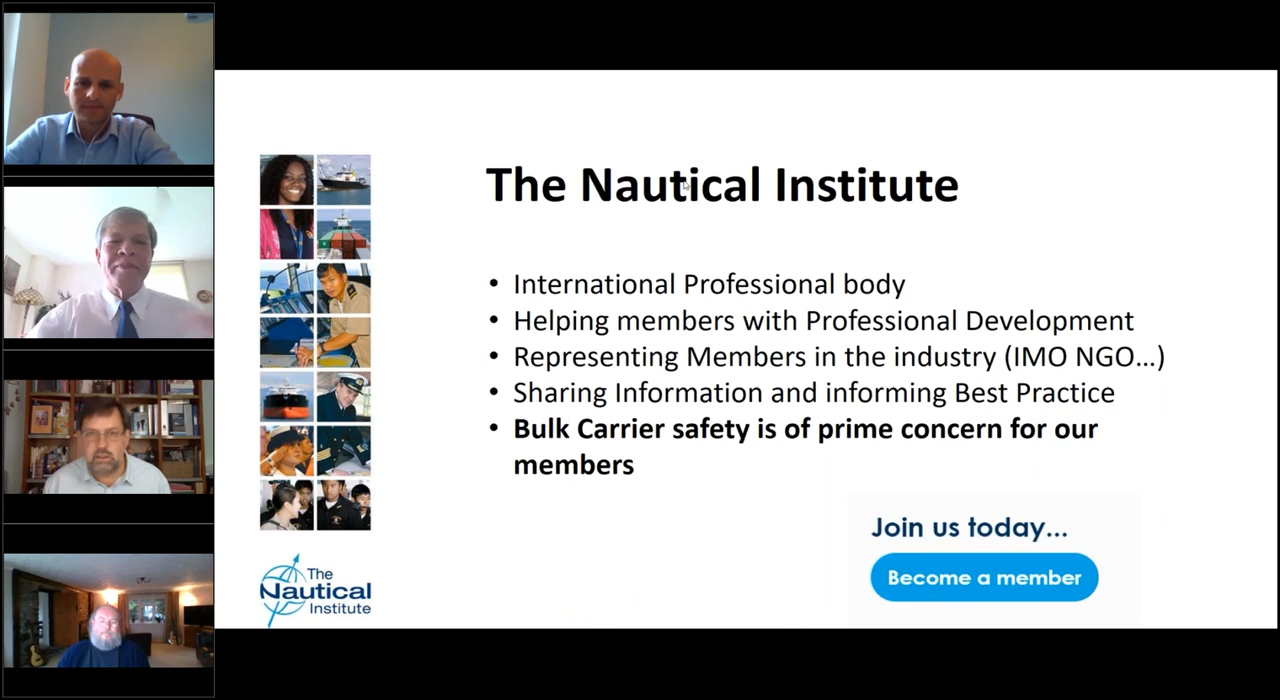 The Nautical Institute
• International Professional body
• Helping members with Professional Development
• Representing Members in the industry (IMO NGO...)
• Sharing Information and informing Best Practice
• Bulk Carrier safety is of prime concern for our
members
Join us today...
Become a member
The
Nautical
Institute